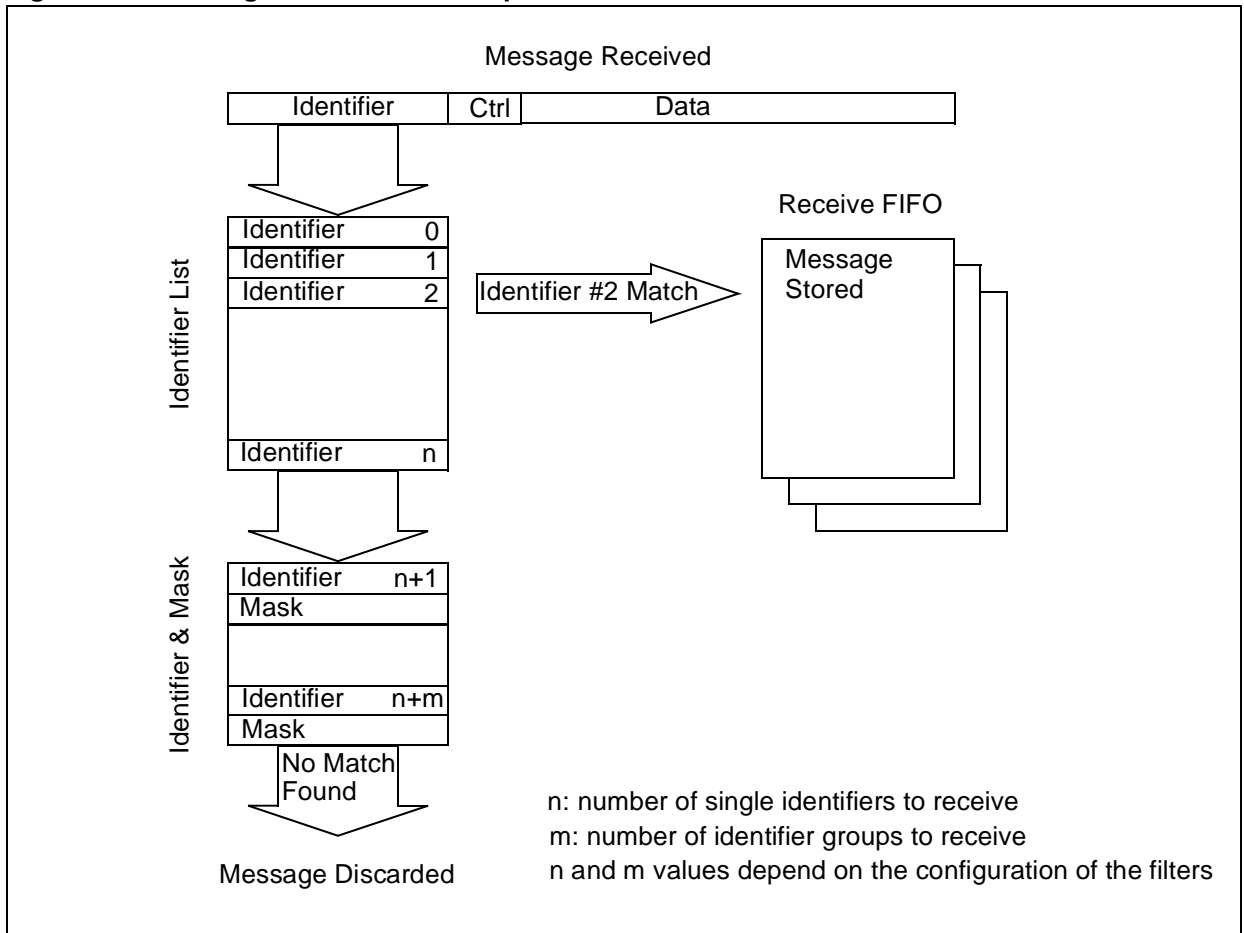 Message Received
Identifier Ctrl Data
Receive FIFO
Identifier List
Identifier 0
Identifier 1
Identifier 2
Identifier #2 Match
Message
Stored
Identifier n
Identifier & Mask
Identifier n+1
Mask
Identifier n+m
Mask
No Match
Found
Message Discarded
n: number of single identifiers to receive
m: number of identifier groups to receive
n and m values depend on the configuration of the filters